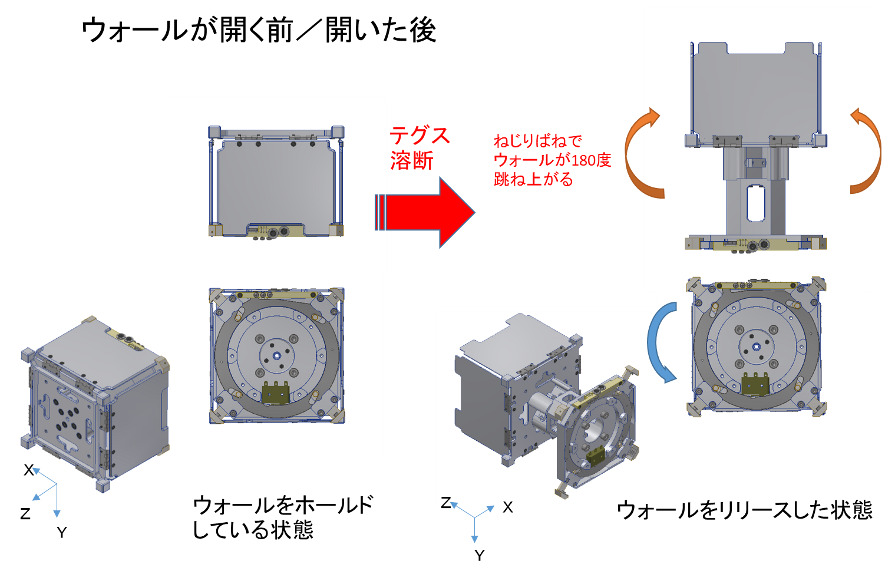 ウォールが開く前／開いた後
テグス
溶断
ねじりばねで
ウォールが180度
跳ね上がる
X
Z
Y
ウォールをホールド
している状態
Z
X
Y
ウォールをリリースした状態